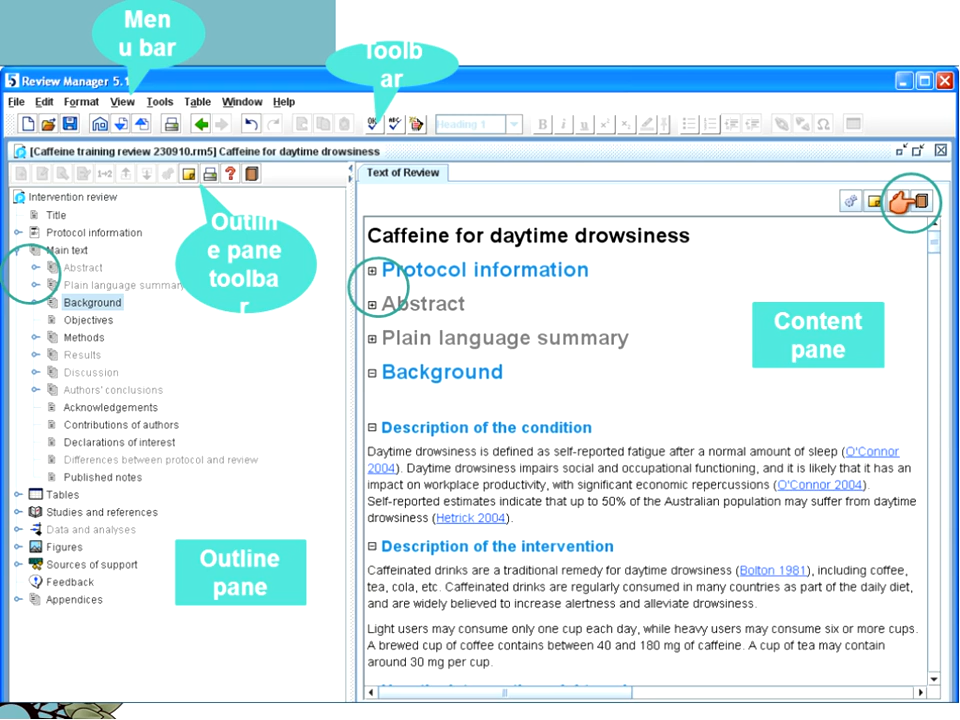 Men
u bar
Toolb
ar
Review Manager 5.1
File Edit Format View Tools Table Window Help
Heading 1
[Caffeine training review 230910.rm5] Caffeine for daytime drowsiness
Text of Review
Intervention review
Title
Protocol information
Main text
Abstract
Plain language summary
Background
Objectives
Methods
Results
Discussion
Authors' conclusions
Acknowledgements
Contributions of authors
Declarations of interest
Differences between protocol and review
Published notes
Tables
Studies and references
Data and analyses
Figures
Sources of support
Feedback
Appendices
Outlin
e pane
toolba
r
Outline
pane
Caffeine for daytime drowsiness
Protocol information
Abstract
Plain language summary
Background
Content
pane
Description of the condition
Daytime drowsiness is defined as self-reported fatigue after a normal amount of sleep (O'Connor
2004). Daytime drowsiness impairs social and occupational functioning, and it is likely that it has an
impact on workplace productivity, with significant economic repercussions (O'Connor 2004).
Self-reported estimates indicate that up to 50% of the Australian population may suffer from daytime
drowsiness (Hetrick 2004).
Description of the intervention
Caffeinated drinks are a traditional remedy for daytime drowsiness (Bolton 1981), including coffee,
tea, cola, etc. Caffeinated drinks are regularly consumed in many countries as part of the daily diet,
and are widely believed to increase alertness and alleviate drowsiness.
Light users may consume only one cup each day, while heavy users may consume six or more cups.
A brewed cup of coffee contains between 40 and 180 mg of caffeine. A cup of tea may contain
around 30 mg per cup.